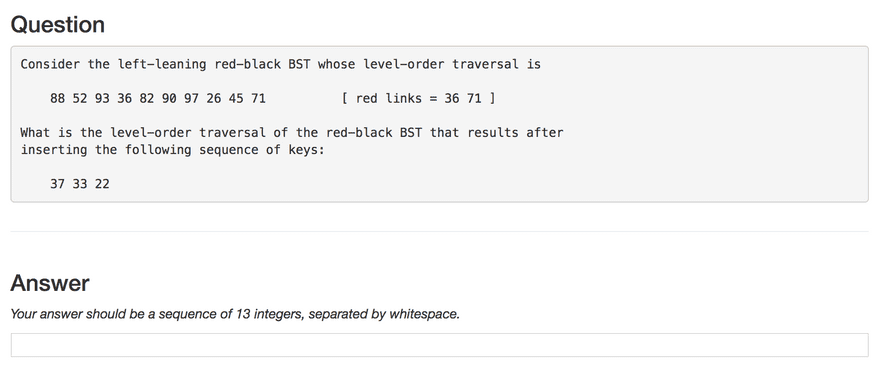 Question
Consider the left-leaning red-black BST whose level-order traversal is
88 52 93 36 82 90 97 26 45 71 [ red links = 36 71 ]
What is the level-order traversal of the red-black BST that results after
inserting the following sequence of keys:
37 33 22
Answer
Your answer should be a sequence of 13 integers, separated by whitespace.